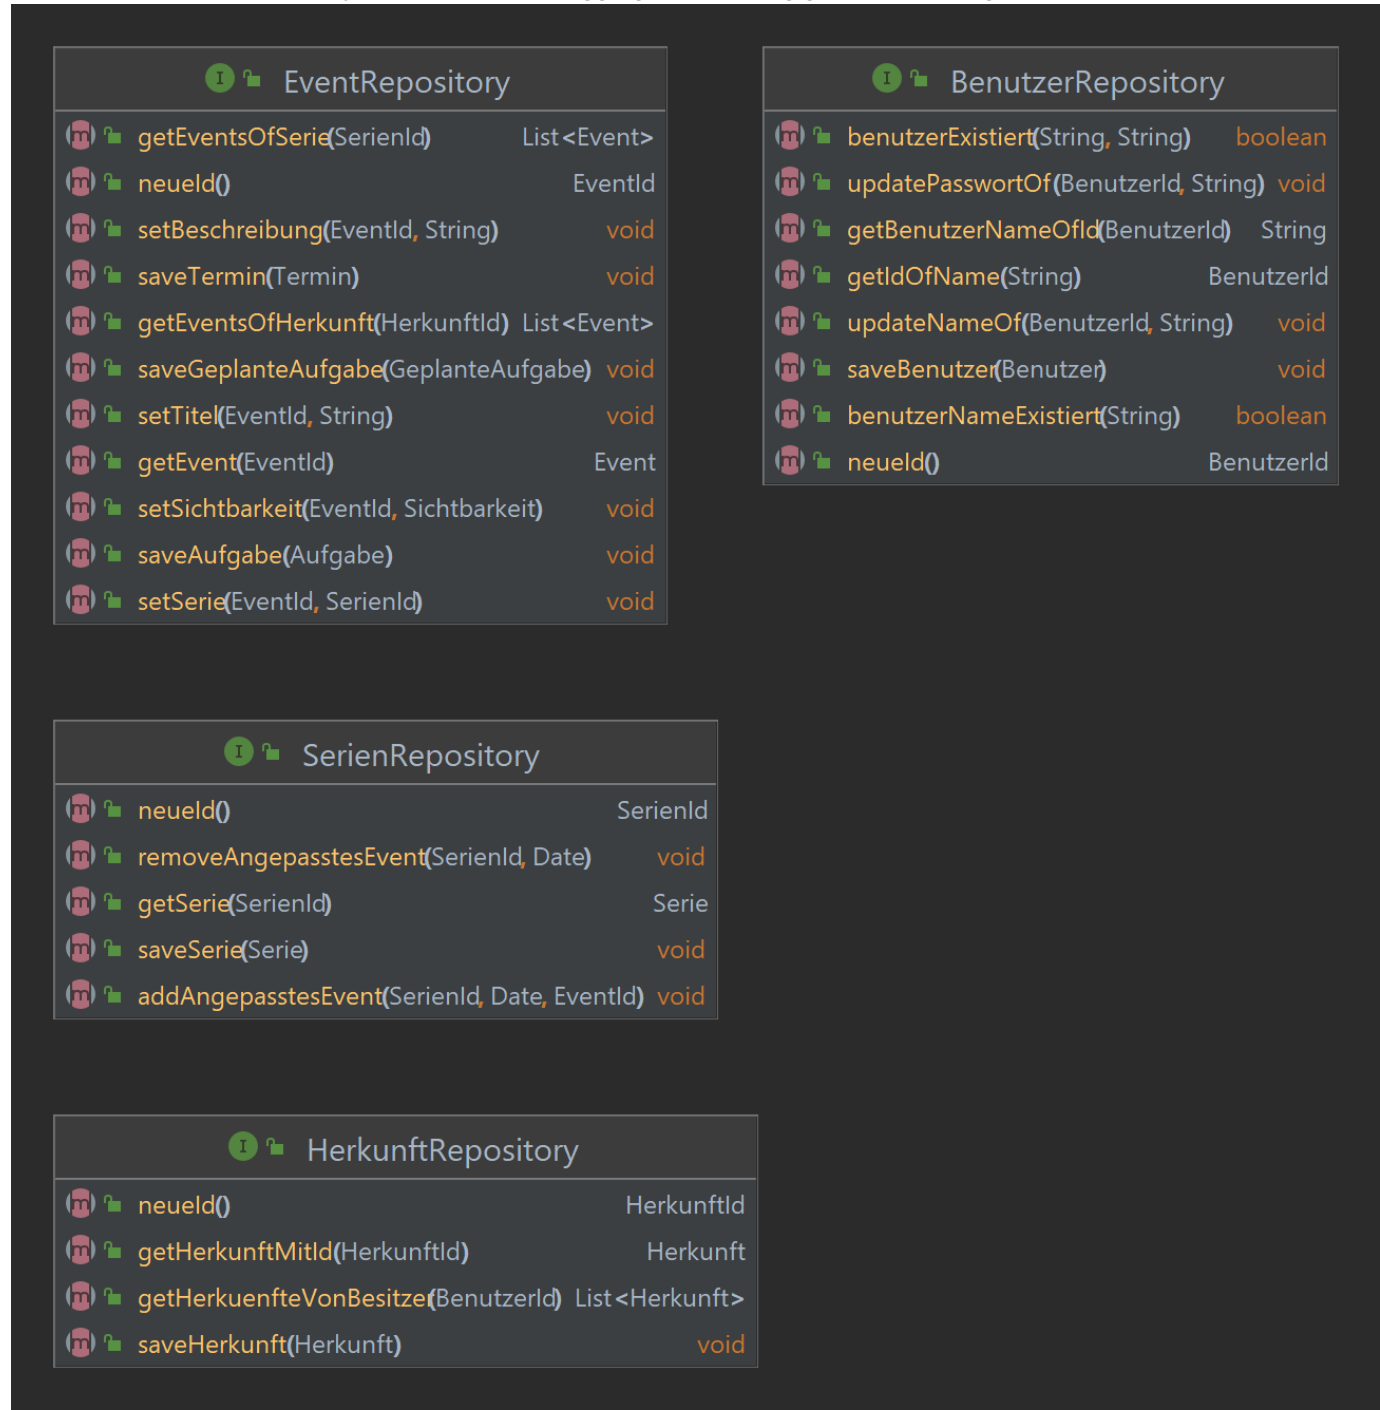 EventRepository
getEventsOfSerie(SerienId) List<Event>
neueId() EventId
setBeschreibung(EventId, String) void
saveTermin(Termin) void
getEventsOfHerkunft(HerkunftId) List<Event>
saveGeplanteAufgabe(GeplanteAufgabe) void
setTitel(EventId, String) void
getEvent(EventId) Event
setSichtbarkeit(EventId, Sichtbarkeit) void
saveAufgabe(Aufgabe) void
setSerie(EventId, SerienId) void
BenutzerRepository
benutzerExistiert(String, String) boolean
updatePasswortOf(BenutzerId, String) void
getBenutzerNameOfId(BenutzerId) String
getIdOfName(String) BenutzerId
updateNameOf(BenutzerId, String) void
saveBenutzer(Benutzer) void
benutzerNameExistiert(String) boolean
neueId() BenutzerId
SerienRepository
neueId() SerienId
removeAngepasstesEvent(SerienId, Date) void
getSerie(SerienId) Serie
saveSerie(Serie) void
addAngepasstesEvent(SerienId, Date, EventId) void
HerkunftRepository
neueId() HerkunftId
getHerkunftMitId(HerkunftId) Herkunft
getHerkuenfteVonBesitzer(BenutzerId) List<Herkunft>
saveHerkunft(Herkunft) void